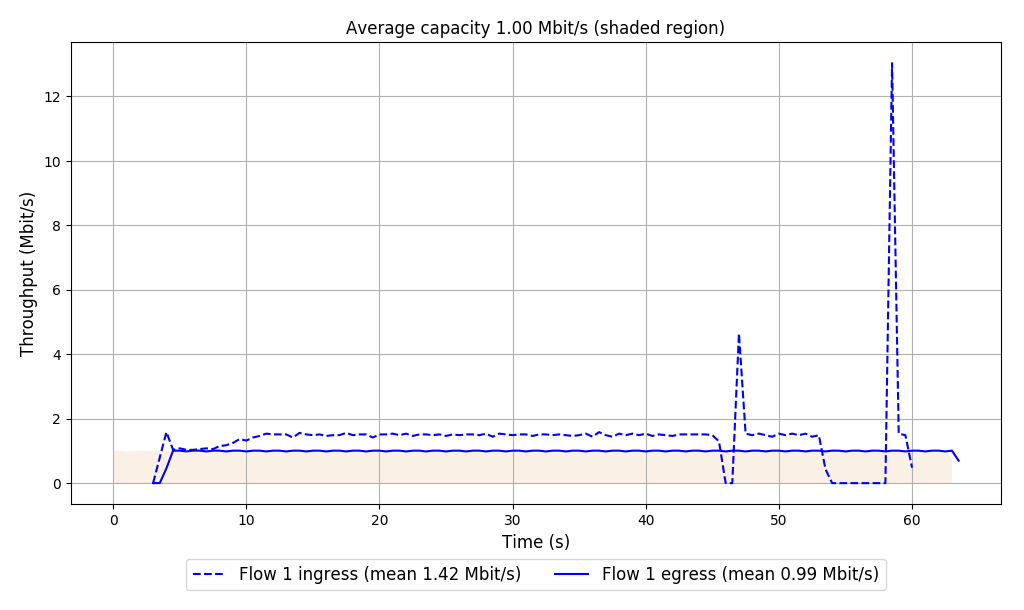 Average capacity 1.00 Mbit/s (shaded region)
Throughput (Mbit/s)
12
10
8
6
4
2
0
0 10 20 30 40 50 60
Time (s)
Flow 1 ingress (mean 1.42 Mbit/s) Flow 1 egress (mean 0.99 Mbit/s)